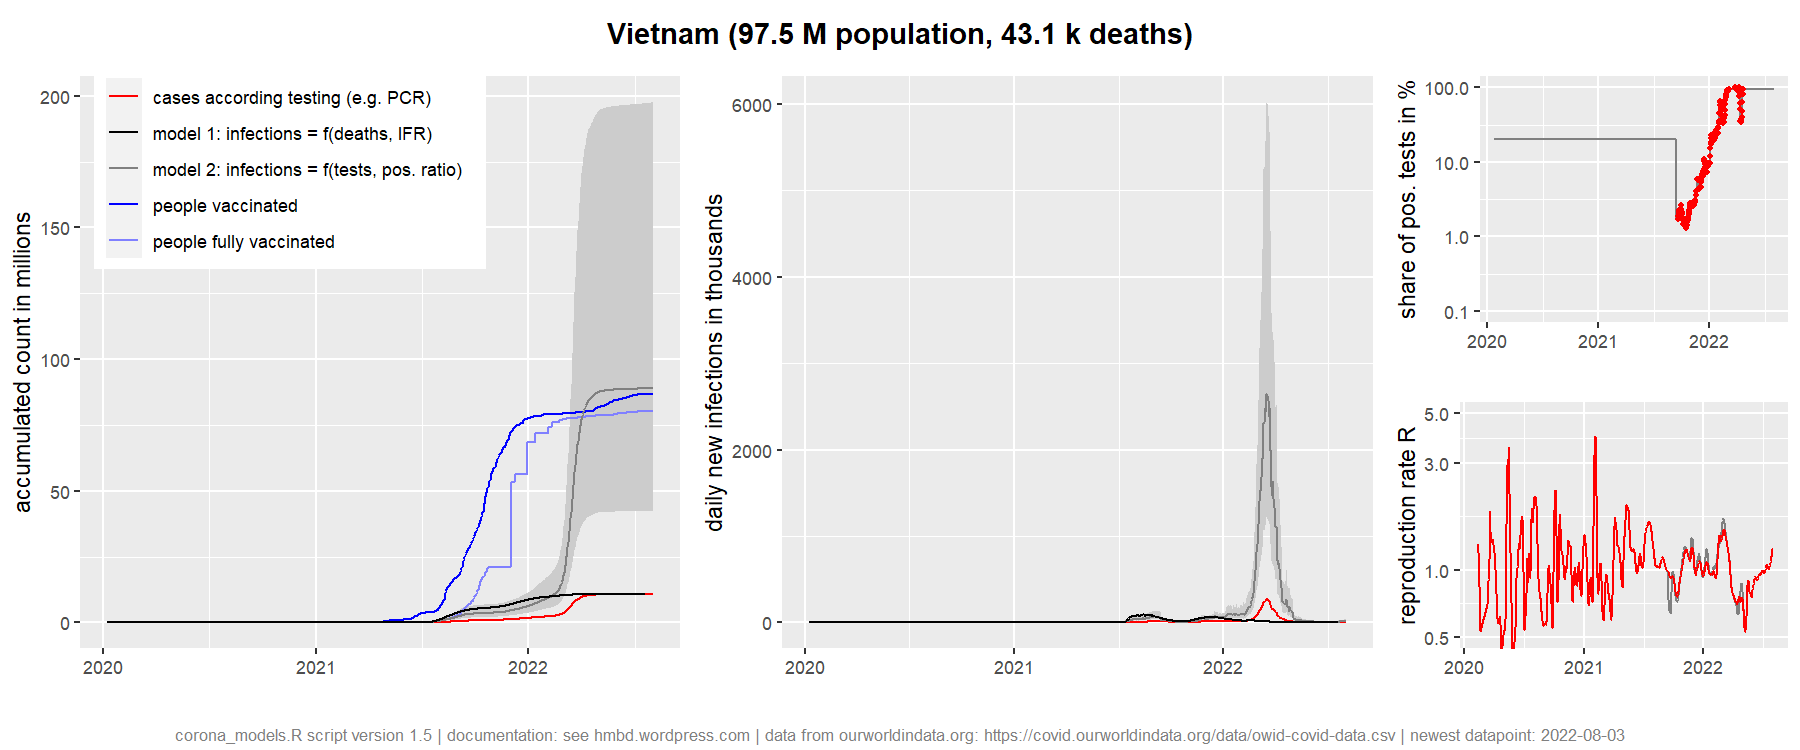 Vietnam (97.5 M population, 43.1 k deaths)
accumulated count in millions
200
150
100
50
0
2020
2021
2022
cases according testing (e.g. PCR)
model 1: infections = f(deaths, IFR)
model 2: infections = f(tests, pos. ratio)
people vaccinated
people fully vaccinated
daily new infections in thousands
6000
4000
2000
0
2020
2021
2022
share of pos. tests in %
100.0
10.0
1.0
0.1
2020
2021
2022
reproduction rate R
5.0
3.0
1.0
0.5
2020
2021
2022
corona_models.R script version 1.5 | documentation: see hmbd.wordpress.com | data from ourworldindata.org: https://covid.ourworldindata.org/data/owid-covid-data.csv | newest datapoint: 2022-08-03